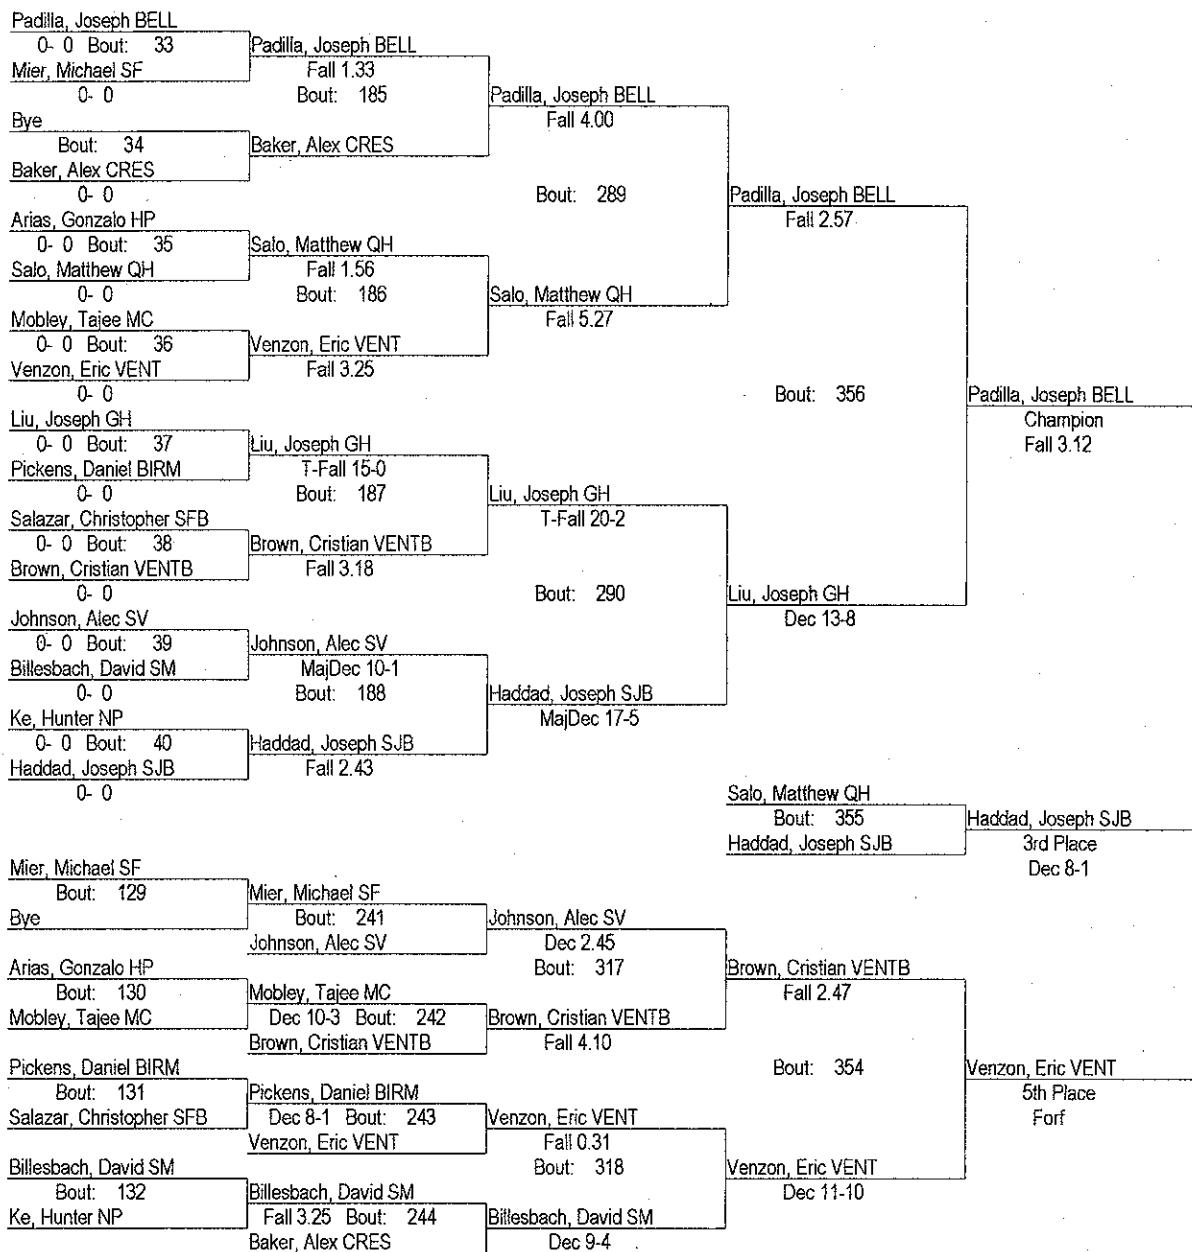 Padilla, Joseph BELL
0- 0 Bout: 33
Mier, Michael SF
0- 0
Bye
Bout: 34
Baker, Alex CRES
0- 0
Arias, Gonzalo HP
0- 0 Bout: 35
Salo, Matthew QH
0- 0
Mobley, Tajee MC
0- 0 Bout: 36
Venzon, Eric VENT
0- 0
Liu, Joseph GH
0- 0 Bout: 37
Pickens, Daniel BIRM
0- 0
Salazar, Christopher SFB
0- 0 Bout: 38
Brown, Cristian VENTB
0- 0
Johnson, Alec SV
0- 0 Bout: 39
Billesbach, David SM
0- 0
Ke, Hunter NP
0- 0 Bout: 40
Haddad, Joseph SJB
0- 0
Padilla, Joseph BELL
Fall 1.33
Bout: 185
Baker, Alex CRES
Salo, Matthew QH
Fall 1.56
Bout: 186
Venzon, Eric VENT
Fall 3.25
Liu, Joseph GH
T-Fall 15-0
Bout: 187
Brown, Cristian VENTB
Fall 3.18
Johnson, Alec SV
MajDec 10-1
Bout: 188
Haddad, Joseph SJB
Fall 2.43
Padilla, Joseph BELL
Fall 4.00
Bout: 289
Salo, Matthew QH
Fall 5.27
Liu, Joseph GH
T-Fall 20-2
Bout: 290
Haddad, Joseph SJB
MajDec 17-5
Padilla, Joseph BELL
Fall 2.57
Bout: 356
Liu, Joseph GH
Dec 13-8
Padilla, Joseph BELL
Champion
Fall 3.12
Salo, Matthew QH
Bout: 355
Haddad, Joseph SJB
Haddad, Joseph SJB
3rd Place
Dec 8-1
Mier, Michael SF
Bout: 129
Bye
Arias, Gonzalo HP
Bout: 130
Mobley, Tajee MC
Pickens, Daniel BIRM
Bout: 131
Salazar, Christopher SFB
Billesbach, David SM
Bout: 132
Ke, Hunter NP
Mier, Michael SF
Bout: 241
Johnson, Alec SV
Mobley, Tajee MC
Dec 10-3 Bout: 242
Brown, Cristian VENTB
Pickens, Daniel BIRM
Dec 8-1 Bout: 243
Venzon, Eric VENT
Billesbach, David SM
Fall 3.25 Bout: 244
Baker, Alex CRES
Johnson, Alec SV
Dec 2.45
Bout: 317
Brown, Cristian VENTB
Fall 4.10
Venzon, Eric VENT
Fall 0.31
Bout: 318
Billesbach, David SM
Dec 9-4
Brown, Cristian VENTB
Fall 2.47
Bout: 354
Venzon, Eric VENT
Dec 11-10
Venzon, Eric VENT
5th Place
Forf